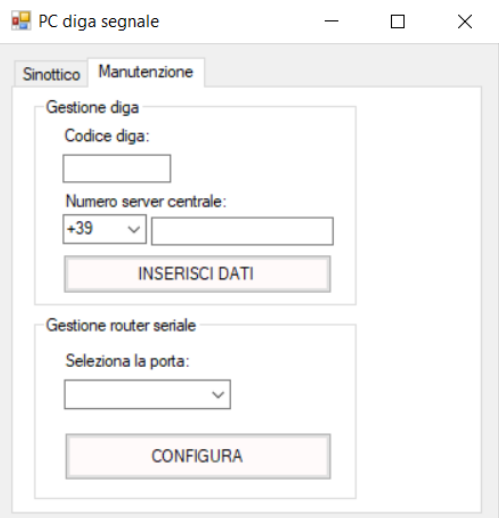 PC diga segnale
Sinottico Manutenzione
Gestione diga
Codice diga:
Numero server centrale:
+39
INSERISCI DATI
Gestione router seriale
Seleziona la porta:
CONFIGURA